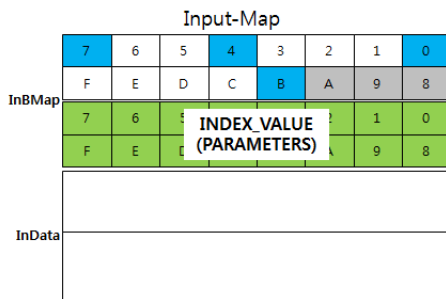 Input-Map
7 6 5 4 3 2 1 0
F E D C B A 9 8
InBMap
7 6 5 2 1 0
INDEX_VALUE
(PARAMETERS)
F E D A 9 8
InData